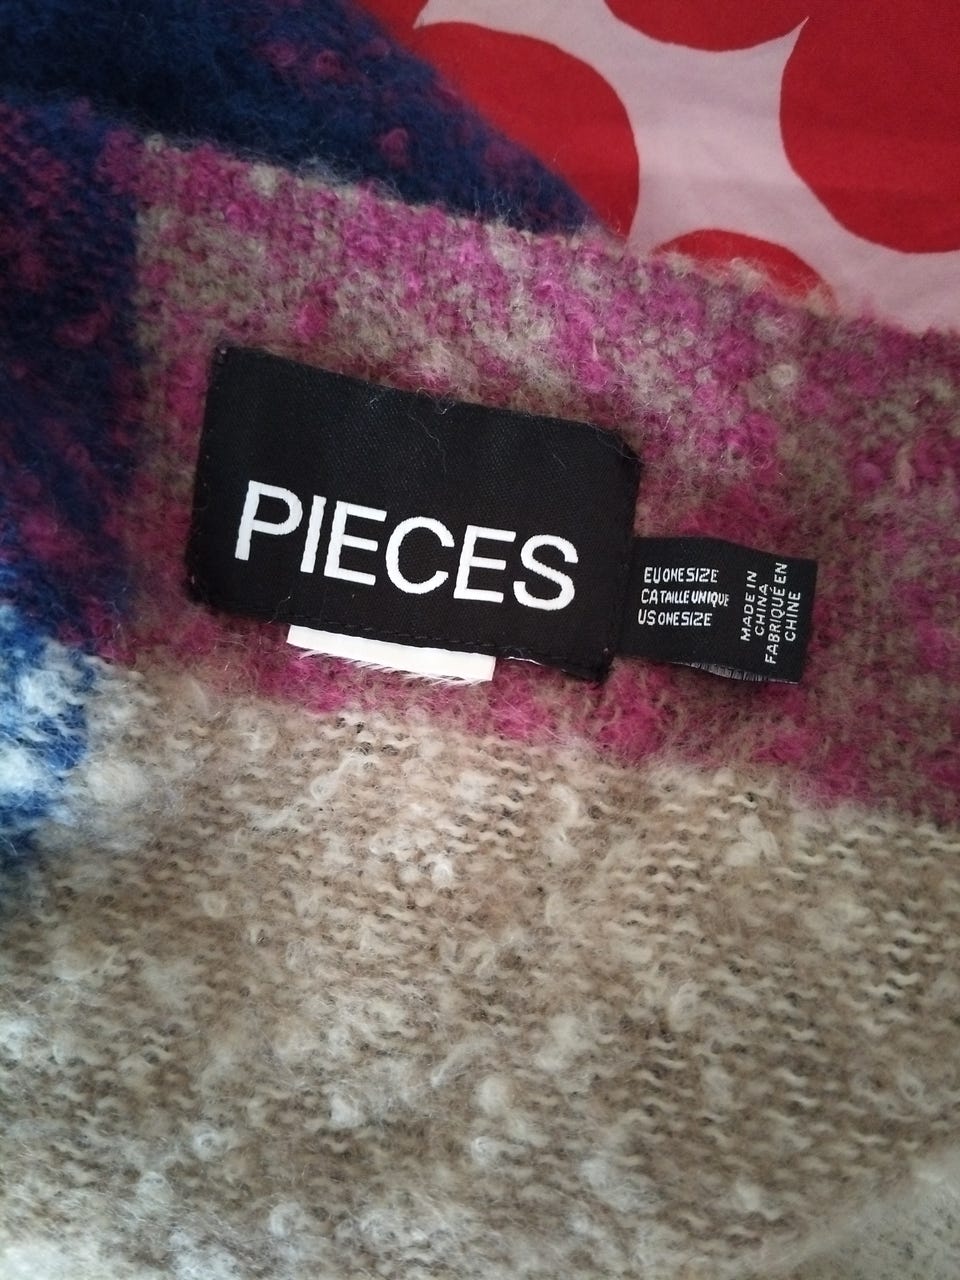 PIECES
EU ONE SIZE
CA TAILLE UNIQUE
US ONE SIZE
MADE IN
CHINA
FABRIQUÉ EN
CHINE